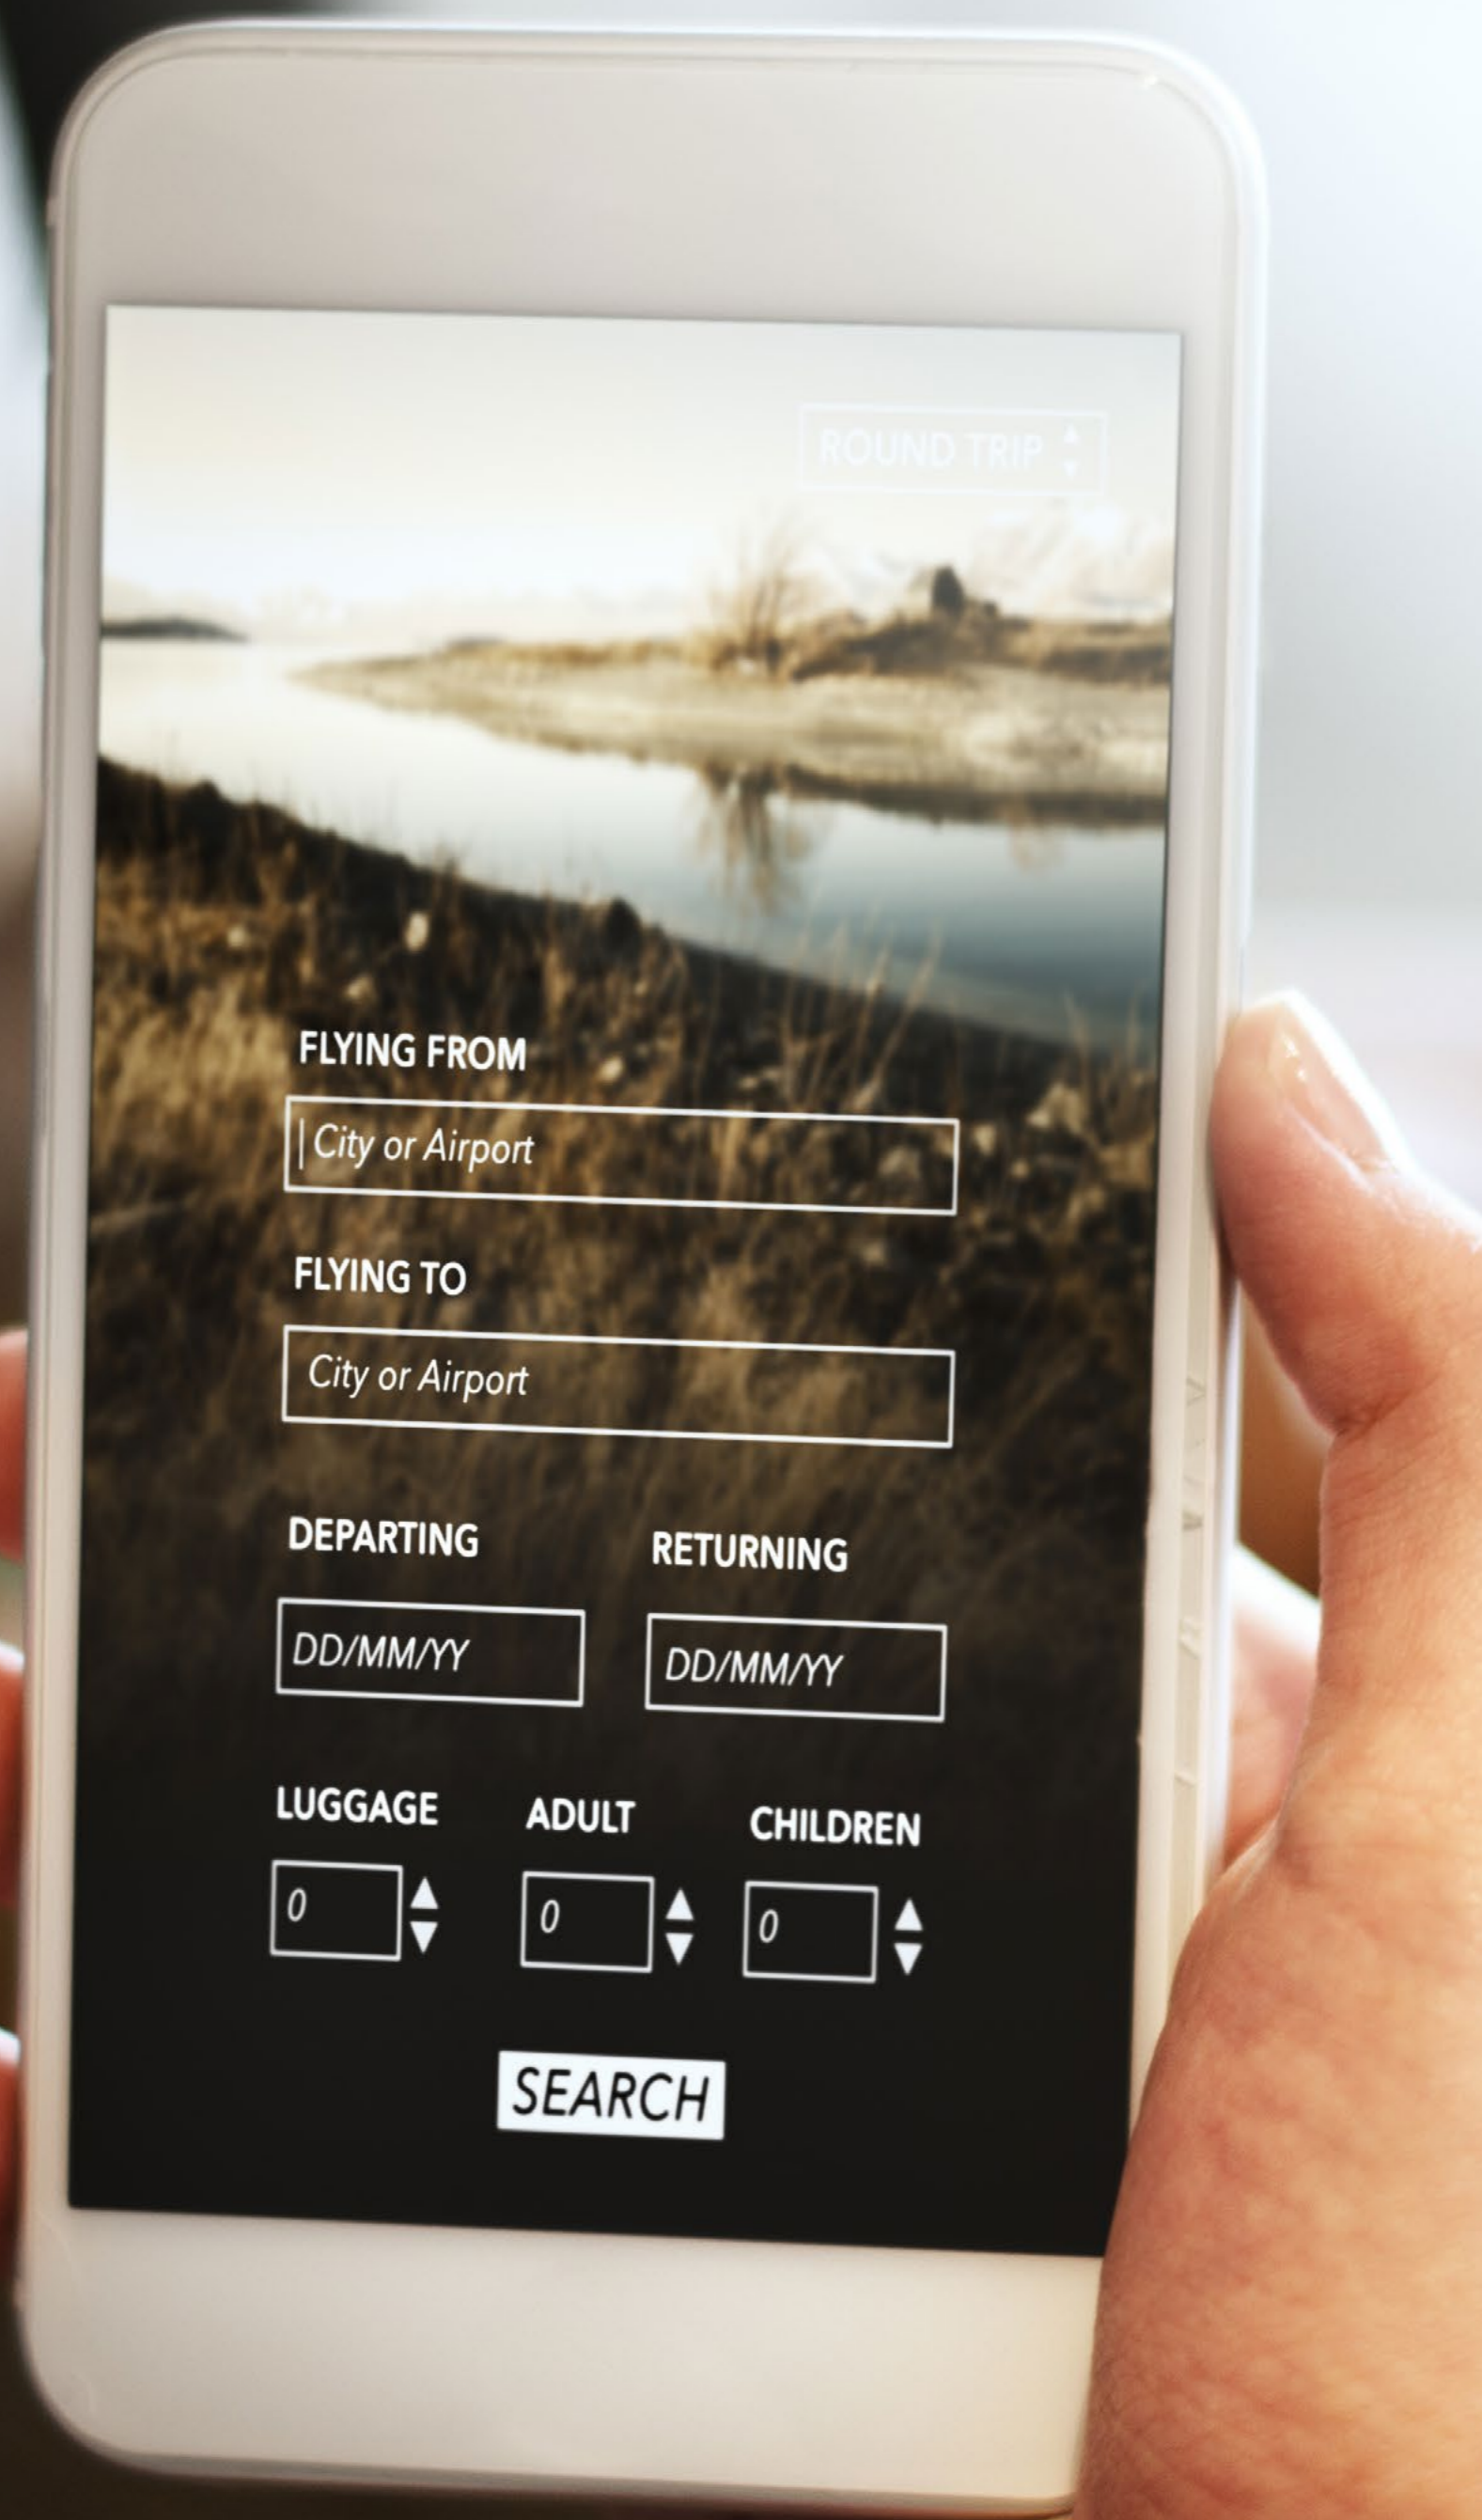 ROUND TRIP
FLYING FROM
City or Airport
FLYING TO
City or Airport
DEPARTING RETURNING
DD/MM/YY DD/MM/YY
LUGGAGE ADULT CHILDREN
0 0 0
SEARCH